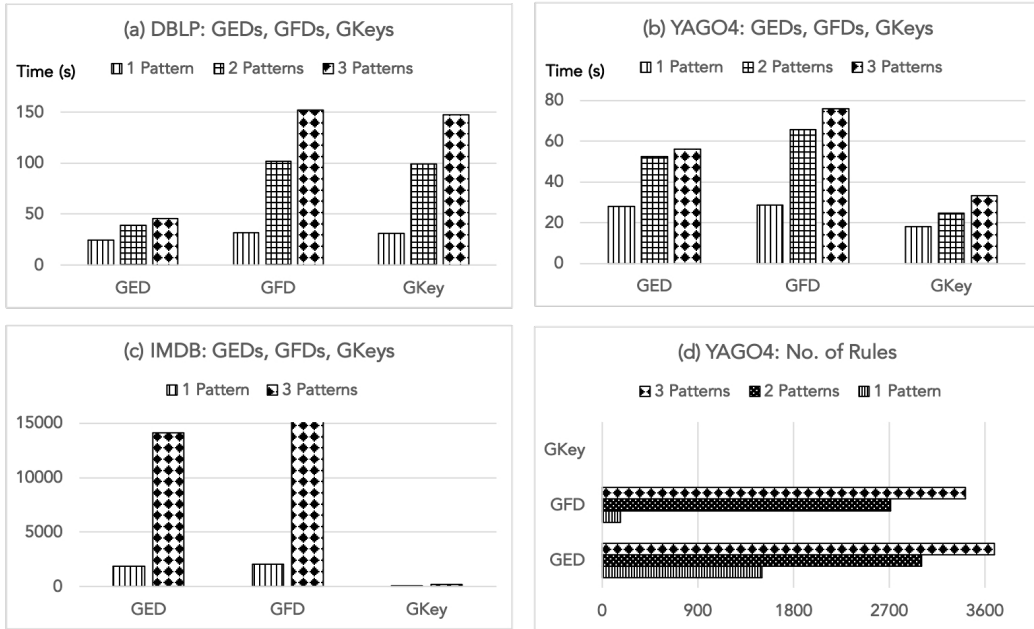 (a) DBLP: GEDs, GFDs, GKeys
Time (s)
1 Pattern 2 Patterns 3 Patterns
150
100
50
0
GED GFD GKey
(b) YAGO4: GEDs, GFDs, GKeys
Time (s)
1 Pattern 2 Patterns 3 Patterns
80
60
40
20
0
GED GFD GKey
(c) IMDB: GEDs, GFDs, GKeys
1 Pattern 3 Patterns
15000
10000
5000
0
GED GFD GKey
(d) YAGO4: No. of Rules
3 Patterns 2 Patterns 1 Pattern
GKey
GFD
GED
0 900 1800 2700 3600